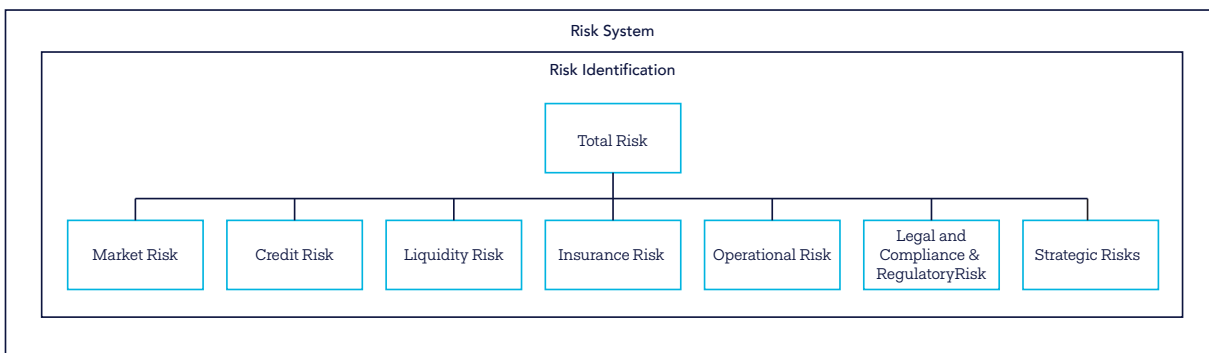 Risk System
Risk Identification
Total Risk
Market Risk
Credit Risk
Liquidity Risk
Insurance Risk
Operational Risk
Legal and
Compliance &
RegulatoryRisk
Strategic Risks